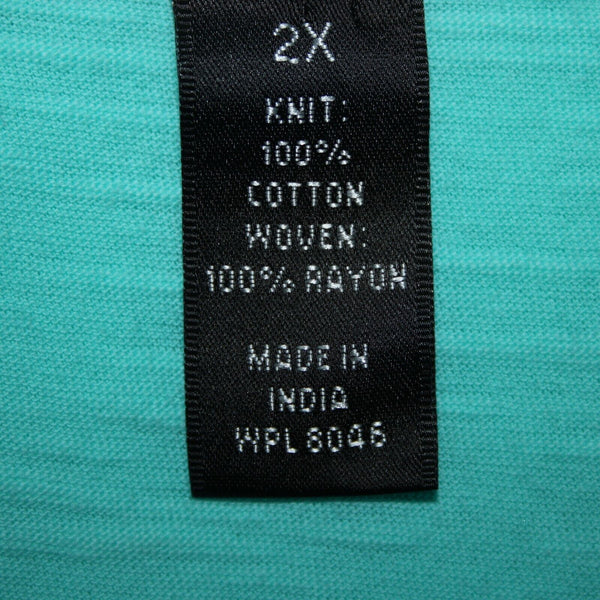 2X
KNIT:
100%
COTTON
WOVEN:
100% RAYON
MADE IN
INDIA
WPL 8046